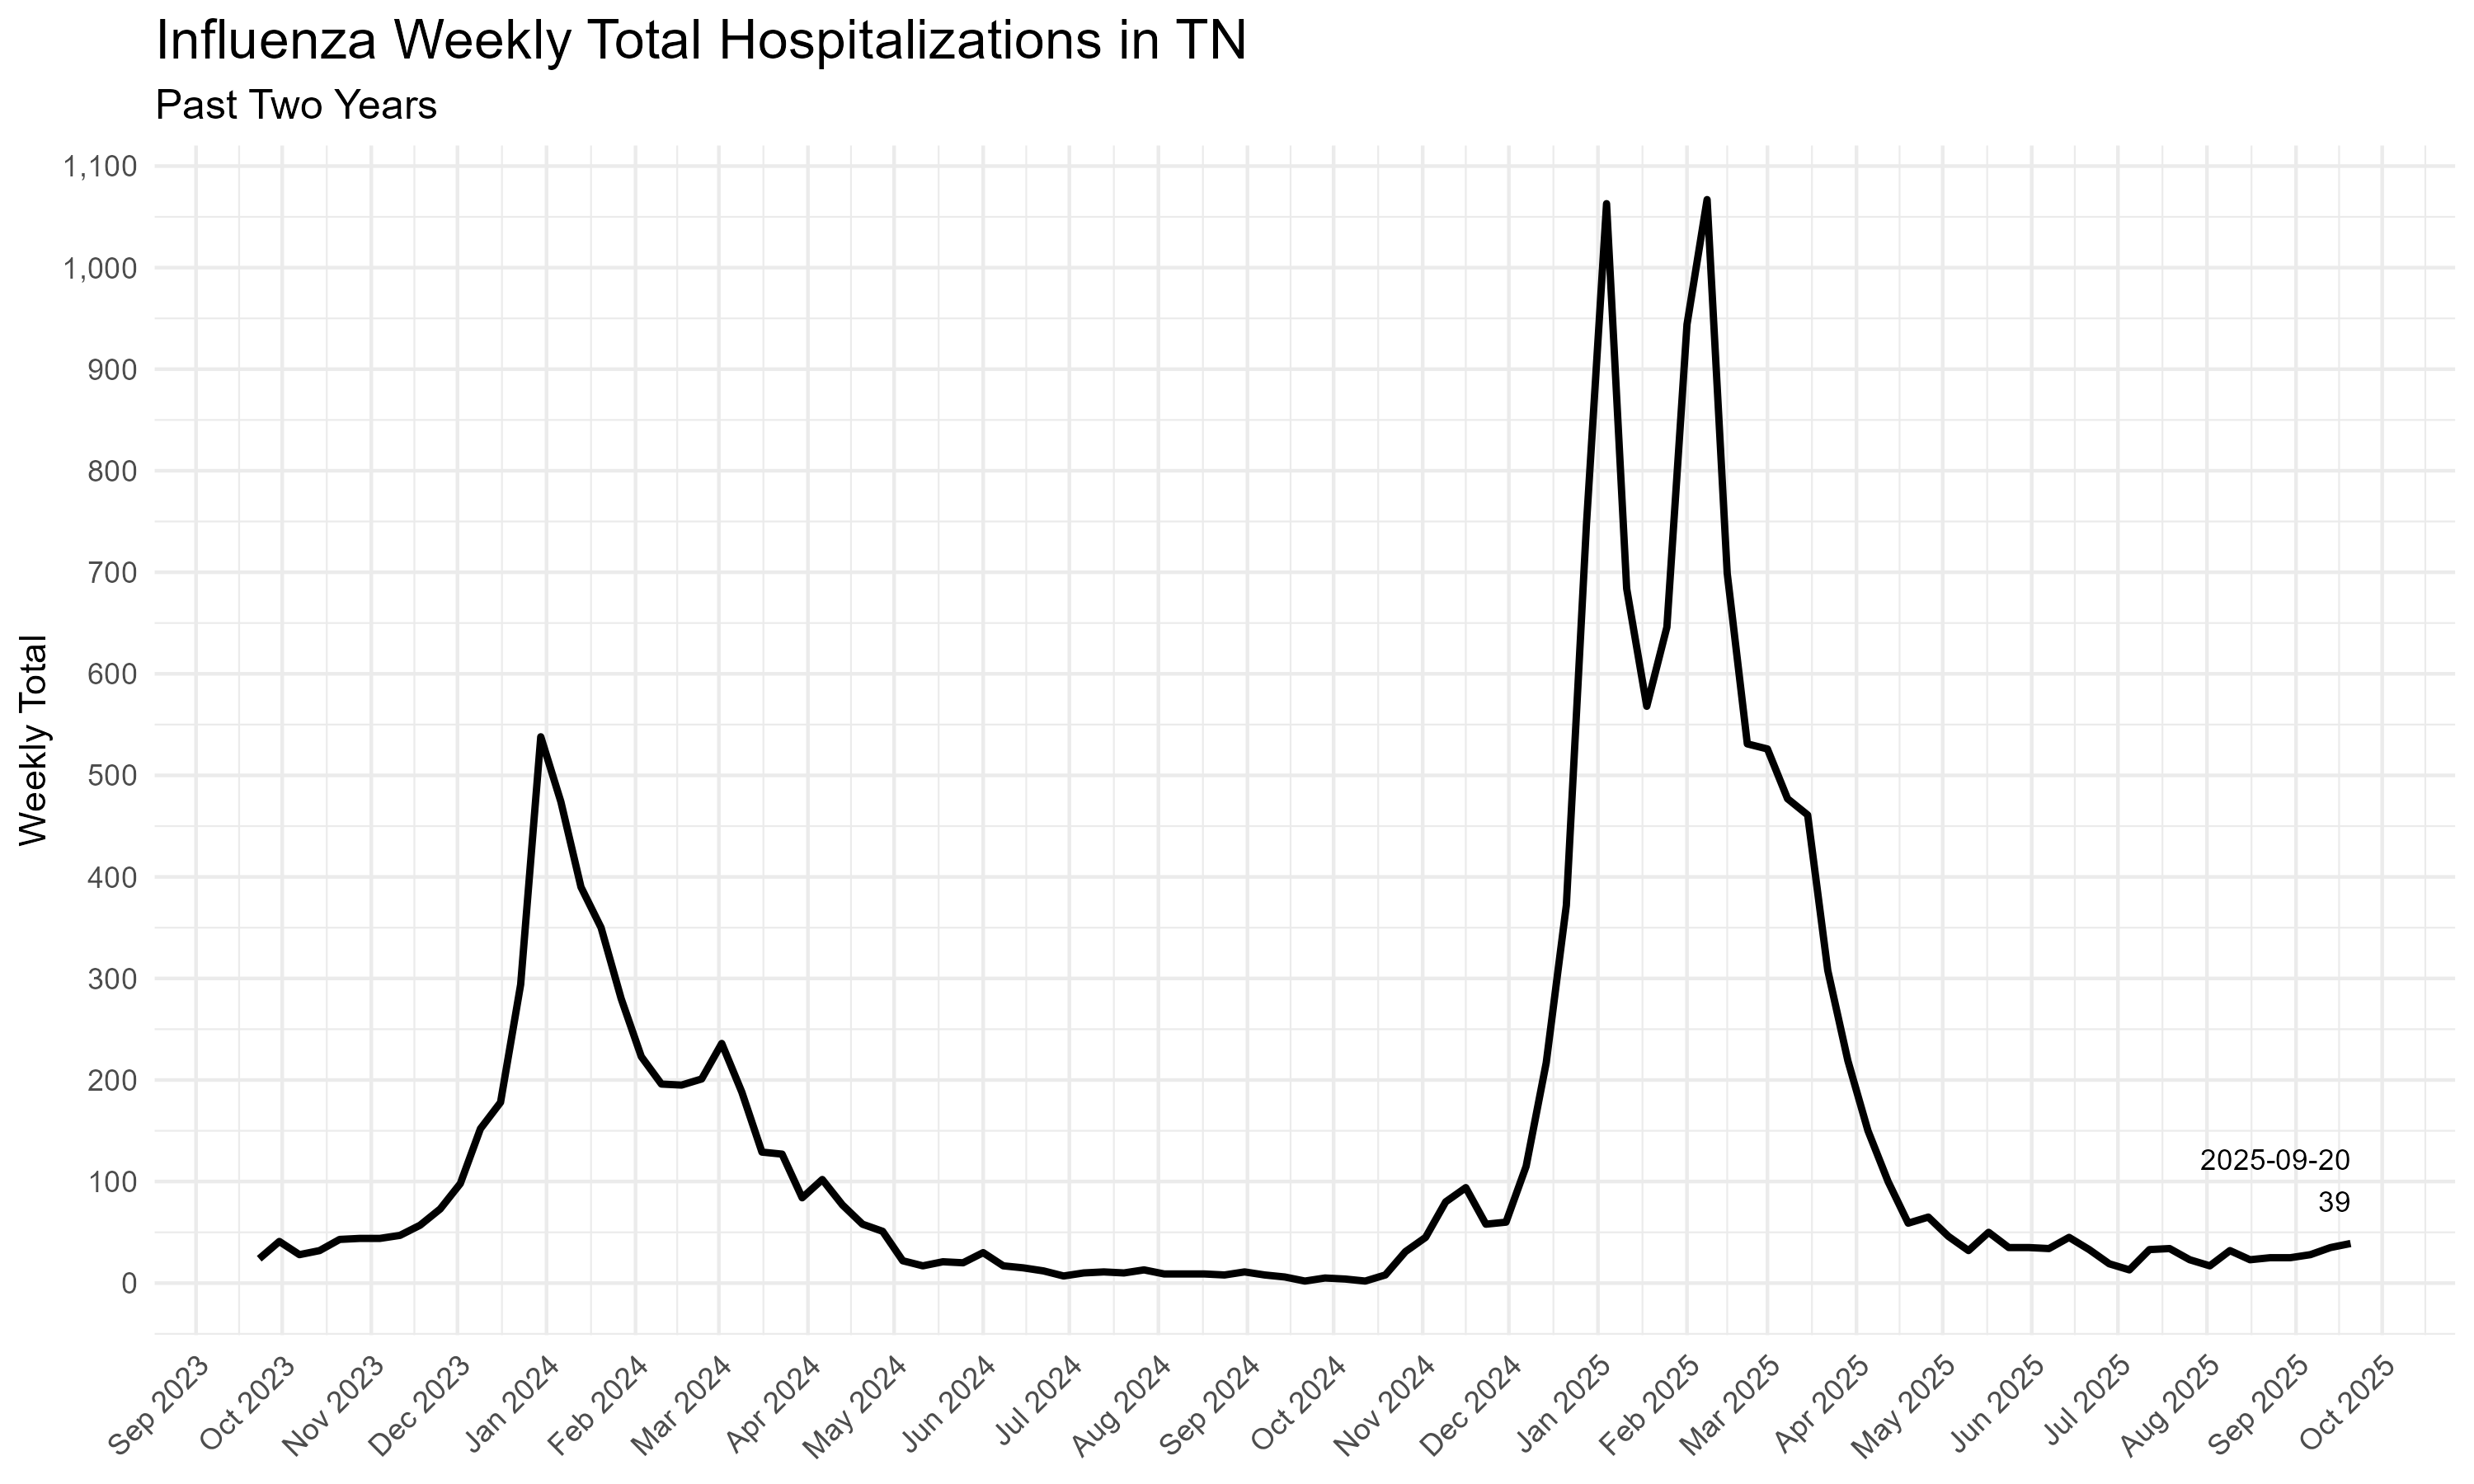 Influenza Weekly Total Hospitalizations in TN
Past Two Years
1,100
1,000
900
800
700
600
500
400
300
200
100
0
Weekly Total
2025-09-20
39
Sep 2023
Oct 2023
Nov 2023
Dec 2023
Jan 2024
Feb 2024
Mar 2024
Apr 2024
May 2024
Jun 2024
Jul 2024
Aug 2024
Sep 2024
Oct 2024
Nov 2024
Dec 2024
Jan 2025
Feb 2025
Mar 2025
Apr 2025
May 2025
Jun 2025
Jul 2025
Aug 2025
Sep 2025
Oct 2025